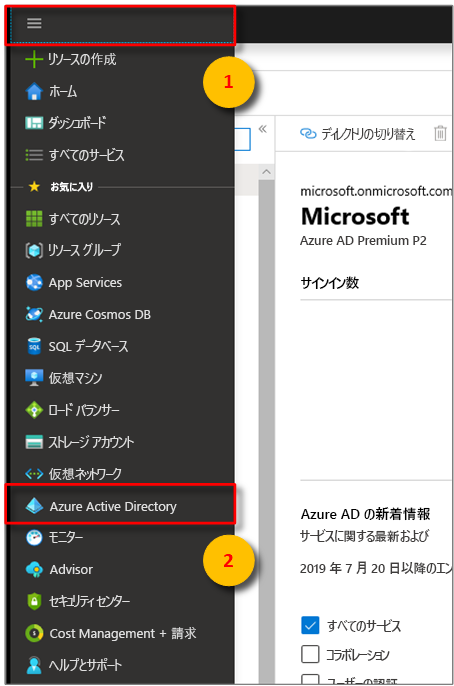 リソースの作成
ホーム
ダッシュボード
すべてのサービス
お気に入り
すべてのリソース
リソース グループ
App Services
Azure Cosmos DB
SQL
SQL データベース
仮想マシン
ロード バランサー
ストレージ アカウント
仮想ネットワーク
Azure Active Directory
モニター
Advisor
セキュリティ センター
Cost Management + 請求
ヘルプとサポート
1
2
«
ディレクトリの切り替え
microsoft.onmicrosoft.com
Microsoft
Azure AD Premium P2
サインイン数
Azure AD の新着情報
サービスに関する最新および
2019 年 7 月 20 日以降のエン
すべてのサービス
コラボレーション
ユーザーの認証